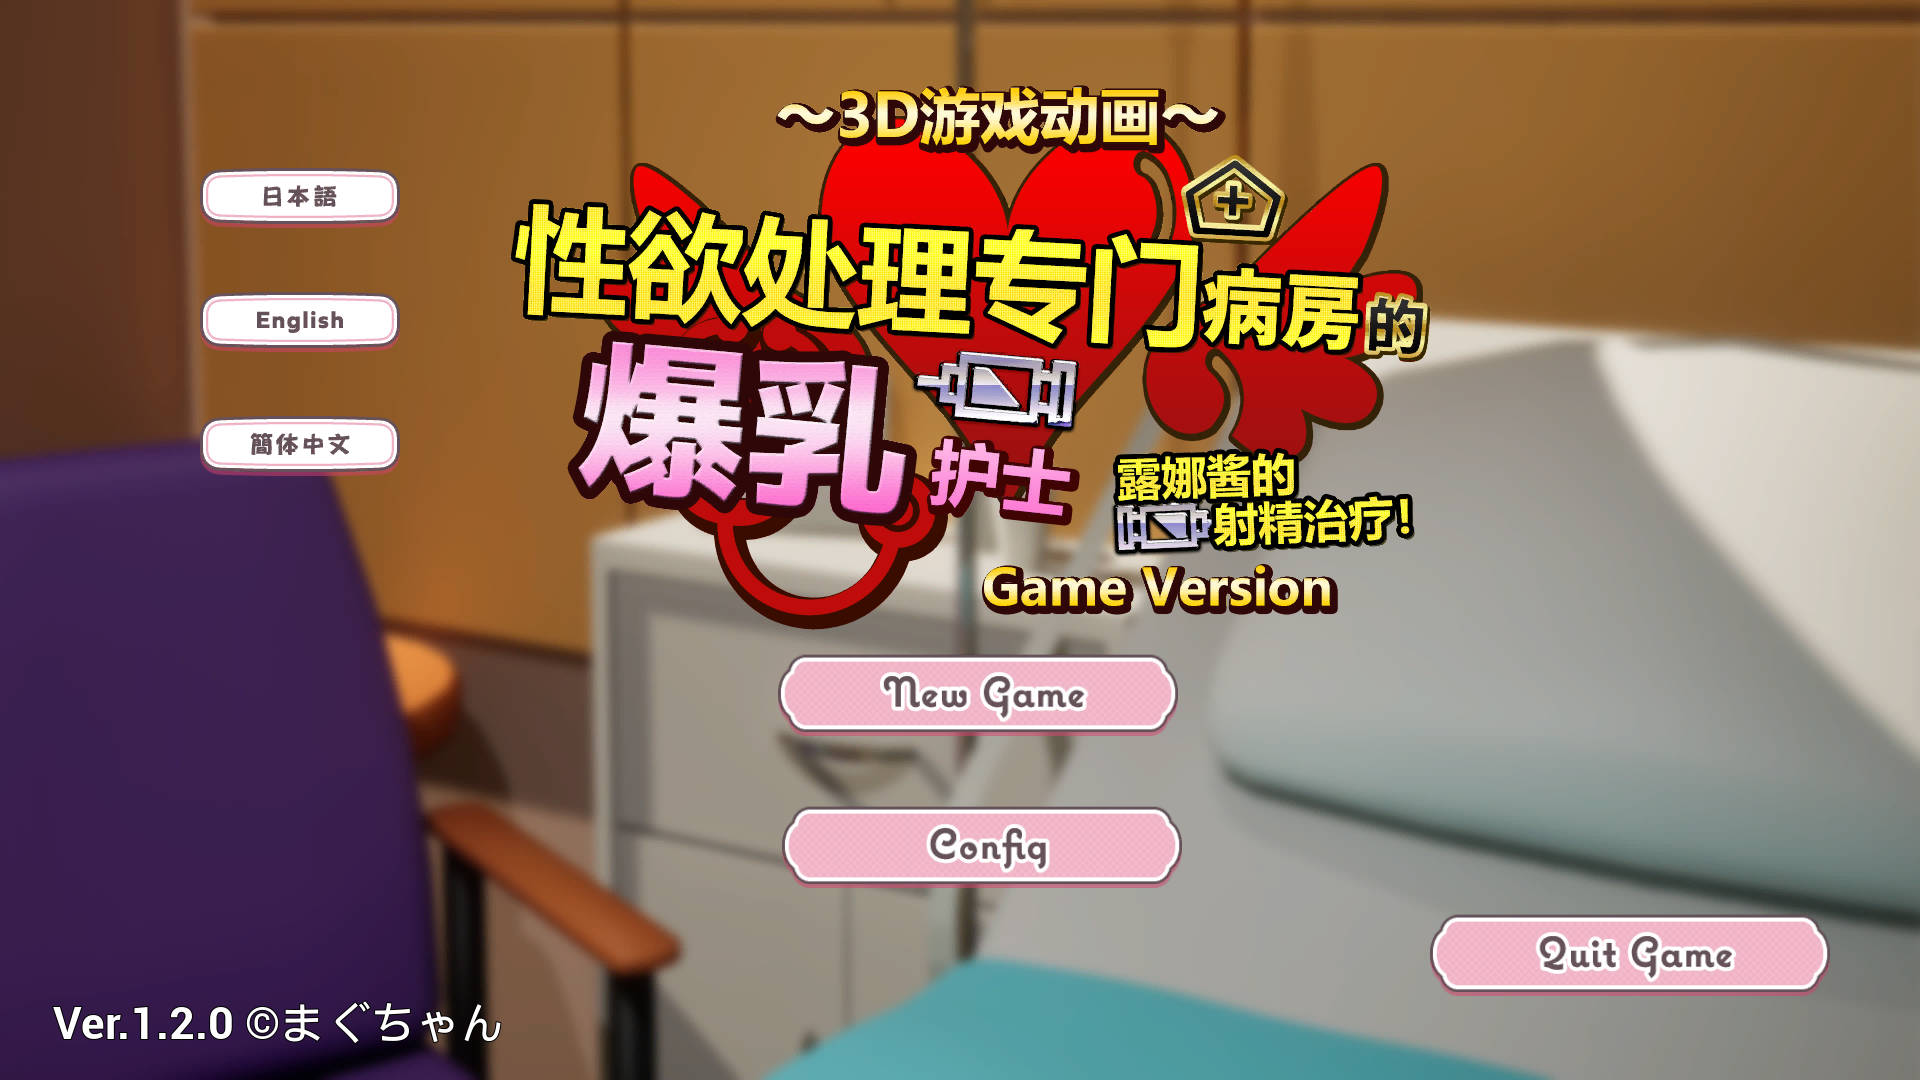 ～3D游戏动画～
性欲处理专门病房的
爆乳护士
露娜酱的
射精治疗!
Game Version
日本語
English
簡体中文
New Game
Config
Quit Game
Ver.1.2.0 ©まぐちゃん